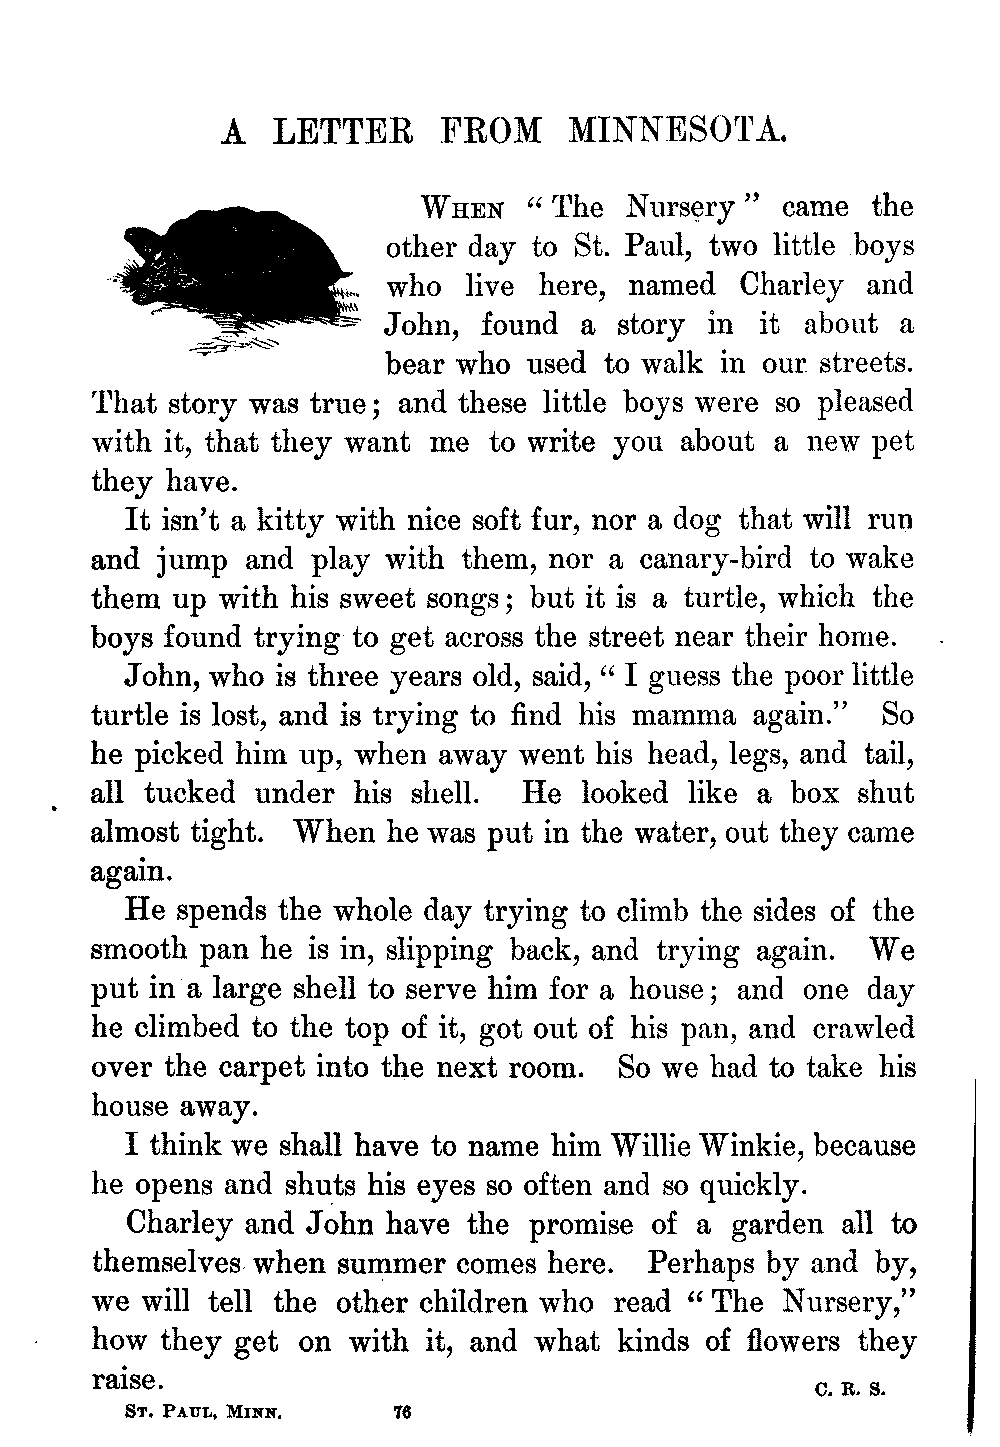 A LETTER FROM MINNESOTA.
WHEN “ The Nursery ” came the
other day to St. Paul, two little boys
who live here, named Charley and
John, found a story in it about a
bear who used to walk in our streets.
That story was true; and these little boys were so pleased
with it, that they want me to write you about a new pet
they have.
It isn't a kitty with nice soft fur, nor a dog that will run
and jump and play with them, nor a canary-bird to wake
them up with his sweet songs; but it is a turtle, which the
boys found trying to get across the street near their home.
John, who is three years old, said, “ I guess the poor little
turtle is lost, and is trying to find his mamma again.” So
he picked him up, when away went his head, legs, and tail,
all tucked under his shell. He looked like a box shut
almost tight. When he was put in the water, out they came
again.
He spends the whole day trying to climb the sides of the
smooth pan he is in, slipping back, and trying again. We
put in a large shell to serve him for a house; and one day
he climbed to the top of it, got out of his pan, and crawled
over the carpet into the next room. So we had to take his
house away.
I think we shall have to name him Willie Winkie, because
he opens and shuts his eyes so often and so quickly.
Charley and John have the promise of a garden all to
themselves when summer comes here. Perhaps by and by,
we will tell the other children who read “ The Nursery,”
how they get on with it, and what kinds of flowers they
raise.
C. R. S.
ST. PAUL, MINN.
76